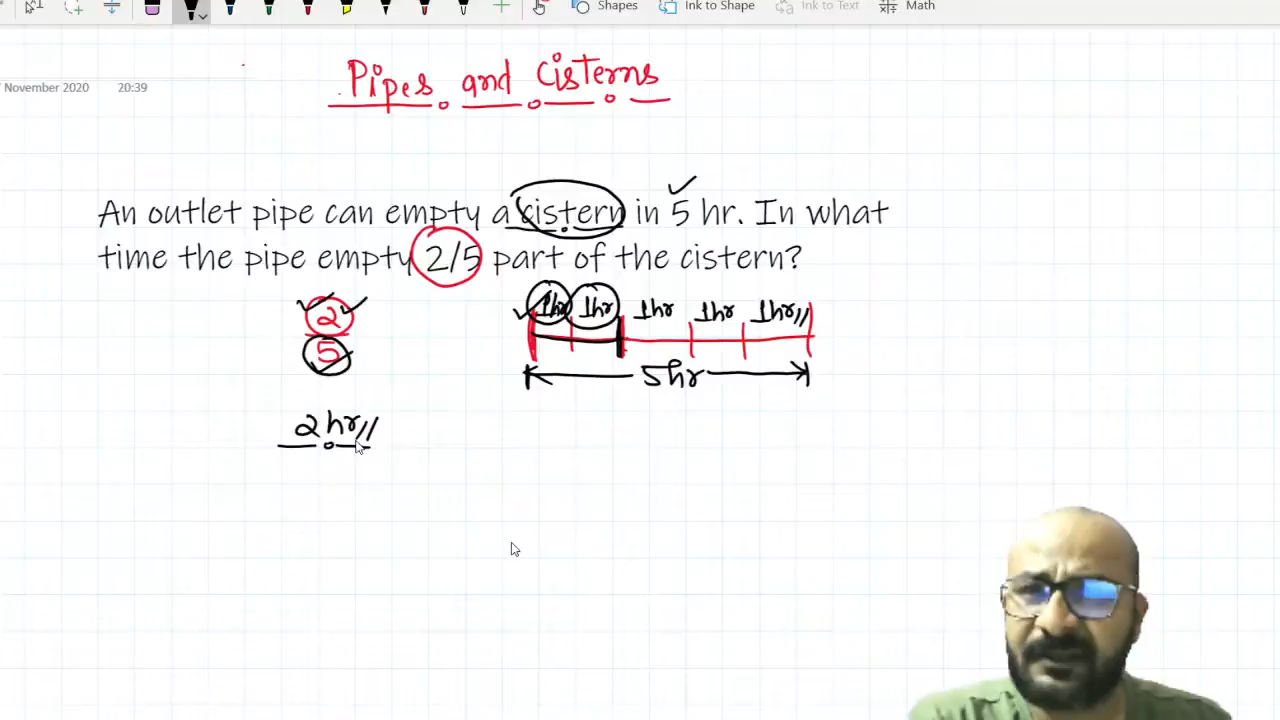 Shapes Ink to Shape Ink to Text Math
November 2020 20:39
Pipes and Cisterns
An outlet pipe can empty a cistern in 5 hr. In what
time the pipe empty 2/5 part of the cistern?
2
5
1hr 1hr 1hr 1hr 1hr
5hr
2hr